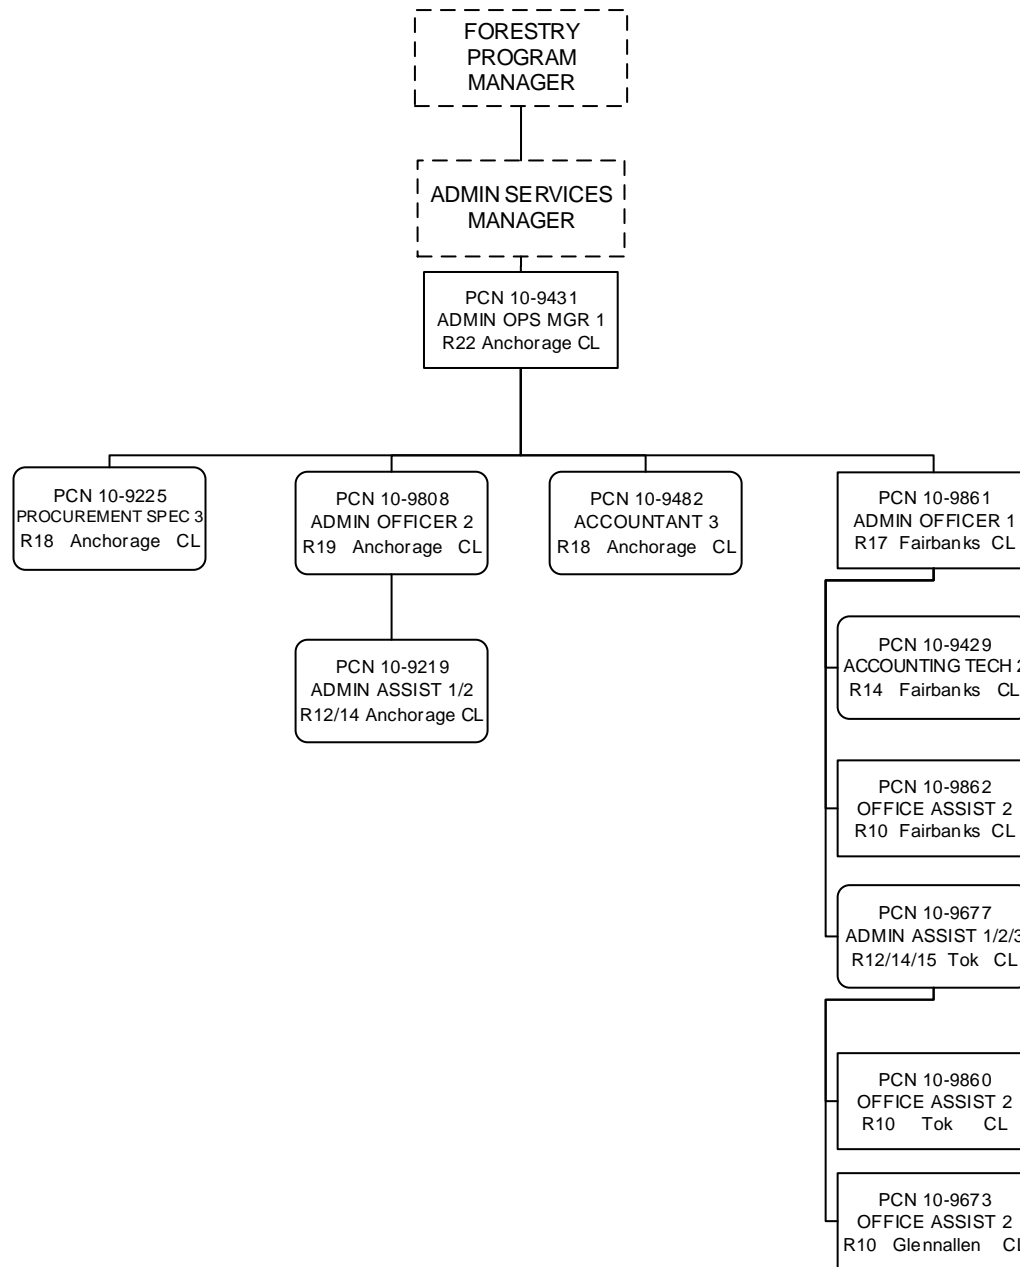 FORESTRY
PROGRAM
MANAGER
ADMIN SERVICES
MANAGER
PCN 10-9431
ADMIN OPS MGR 1
R22 Anchorage CL
PCN 10-9225
PROCUREMENT SPEC 3
R18 Anchorage CL
PCN 10-9808
ADMIN OFFICER 2
R19 Anchorage CL
PCN 10-9482
ACCOUNTANT 3
R18 Anchorage CL
PCN 10-9861
ADMIN OFFICER 1
R17 Fairbanks CL
PCN 10-9219
ADMIN ASSIST 1/2
R12/14 Anchorage CL
PCN 10-9429
ACCOUNTING TECH 2
R14 Fairbanks CL
PCN 10-9862
OFFICE ASSIST 2
R10 Fairbanks CL
PCN 10-9677
ADMIN ASSIST 1/2/3
R12/14/15 Tok CL
PCN 10-9860
OFFICE ASSIST 2
R10 Tok CL
PCN 10-9673
OFFICE ASSIST 2
R10 Glennallen CL